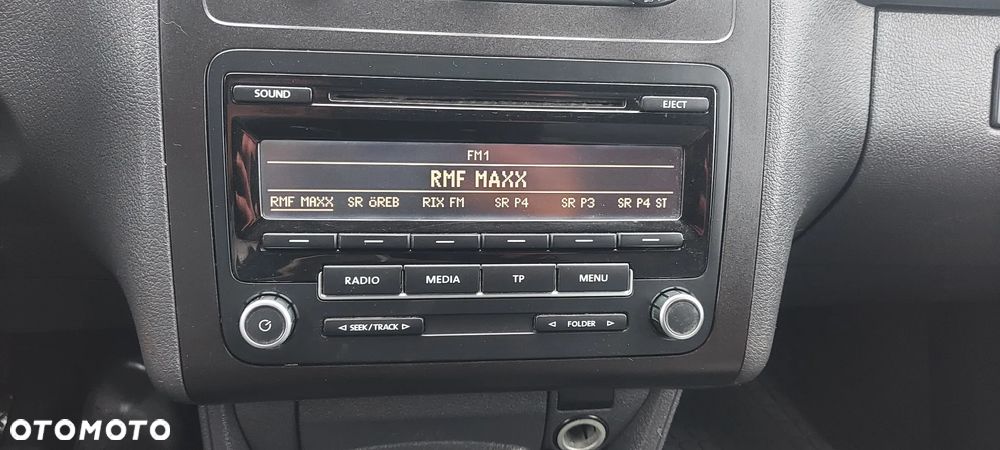 SOUND
EJECT
FM1
RMF MAXX
RMF MAXX SR öREB RIX FM SR P4 SR P3 SR P4 ST
RADIO MEDIA TP MENU
◁ SEEK/TRACK ▷ ◁ FOLDER ▷
OTOMOTO